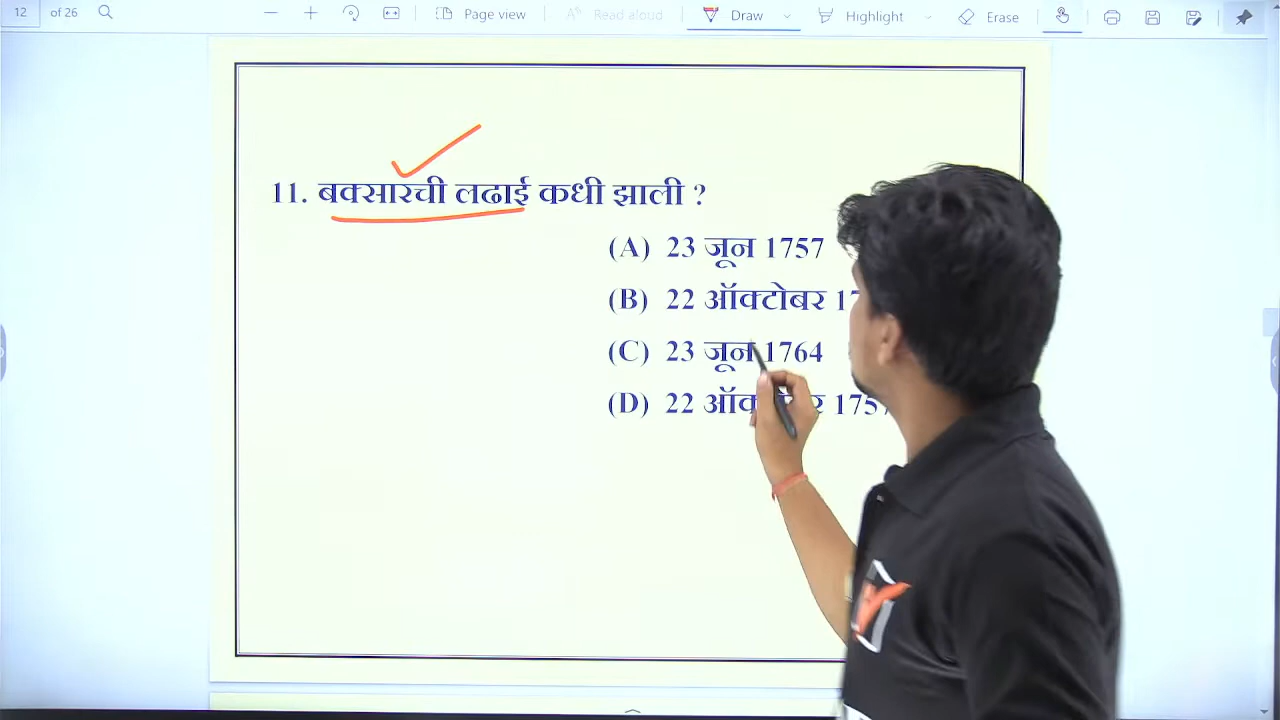 12 of 26
Page view
Read aloud
Draw
Highlight
Erase
11. बक्सारची लढाई कधी झाली ?
(A) 23 जून 1757
(B) 22 ऑक्टोबर
(C) 23 जून 1764
(D) 22